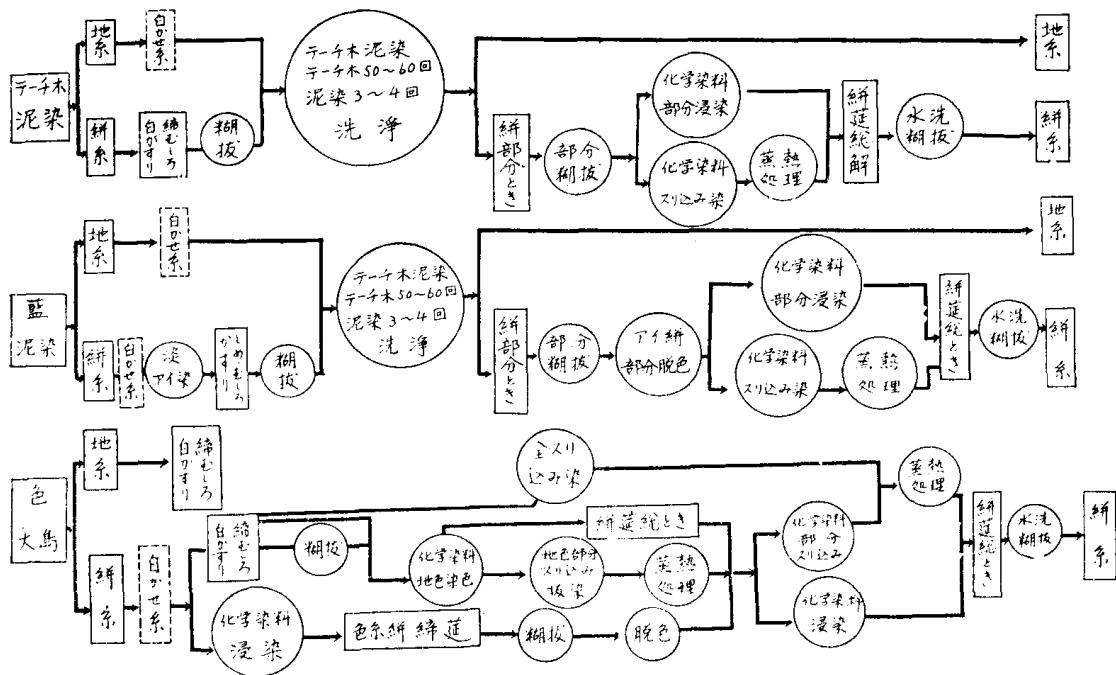 テーチ木
泥染
地糸
白かせ糸
絣糸
締むしろ
白がすり
糊
抜
テーチ木泥染
テーチ木50〜60回
泥染3〜4回
洗浄
地糸
絣部分とき
部分
糊抜
化学染料
部分浸染
化学染料
スリ込み染
蒸熱
処理
絣莚総解
水洗
糊抜
絣糸
藍
泥染
地糸
白かせ糸
絣糸
白かせ糸
淡
アイ染
しめむしろ
かすり
糊抜
テーチ木泥染
テーチ木50〜60回
泥染3〜4回
洗浄
地糸
絣部分とき
部分
糊抜
アイ絣
部分脱色
化学染料
部分浸染
化学染料
スリ込み染
蒸熱
処理
絣莚総とき
水洗
糊抜
絣糸
色
大島
地糸
締むしろ
白がすり
絣糸
白かせ糸
締むしろ
白がすり
糊抜
全スリ
込み染
化学染料
地色染色
絣莚総とき
地色部分
スリ込み
抜染
蒸熱
処理
化学染料
浸染
色糸絣締莚
糊抜
脱色
化学染料
部分
スリ込み
化学染料
浸染
蒸熱
処理
絣莚総とき
水洗
糊抜
絣糸